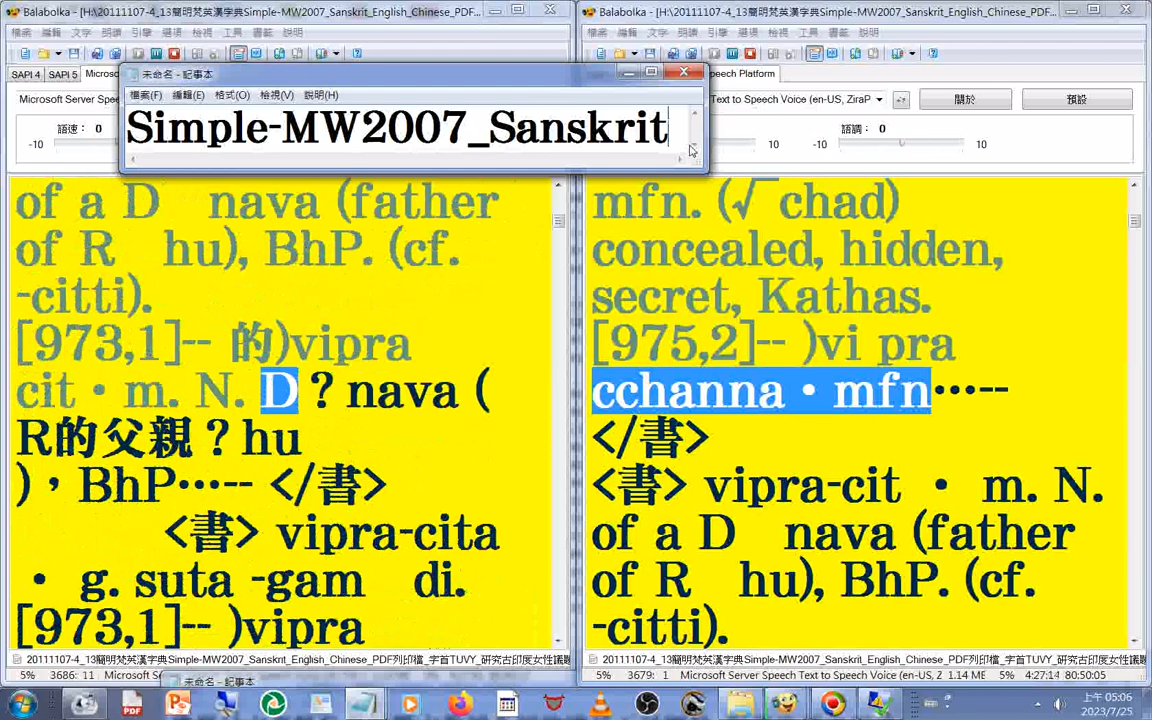 Balabolka - [H:\20111107-4_13簡明梵英漢字典Simple-MW2007_Sanskrit_English_Chinese_PDF...
Balabolka - [H:\20111107-4_13簡明梵英漢字典Simple-MW2007_Sanskrit_English_Chinese_PDF...
檔案 編輯 文字 朗讀 引擎 選項 檢視 工具 書籤 說明
檔案 編輯 文字 朗讀 引擎 選項 檢視 工具 書籤 說明
SAPI 4 SAPI 5 Microso
peech Platform
未命名 - 記事本
檔案(F) 編輯(E) 格式(O) 檢視(V) 說明(H)
Simple-MW2007_Sanskrit
Microsoft Server Spee
Text to Speech Voice (en-US, ZiraP
關於
預設
語速: 0
-10
10
語調: 0
-10
10
of a D nava (father
of R hu), BhP. (cf.
-citti).
[973,1]-- 的)vipra
cit • m. N. D ? nava (
R的父親？hu
)，BhP…-- </書>
<書> vipra-cita
• g. suta -gam di.
[973,1]-- )vipra
mfn. (√ chad)
concealed, hidden,
secret, Kathas.
[975,2]-- )vi pra
cchanna • mfn…--
</書>
<書> vipra-cit • m. N.
of a D nava (father
of R hu), BhP. (cf.
-citti).
20111107-4_13簡明梵英漢字典Simple-MW2007_Sanskrit_English_Chinese_PDF列印檔_字首TUVY_研究古印度女性議題
20111107-4_13簡明梵英漢字典Simple-MW2007_Sanskrit_English_Chinese_PDF列印檔_字首TUVY_研究古印度女性議題
5% 3686: 11 Microsoft S
未命名 - 記事本
5% 3679: 1 Microsoft Server Speech Text to Speech Voice (en-US, Z 1.14 ME 5% 4:27:14 80:50:05
上午 05:06
2023/7/25